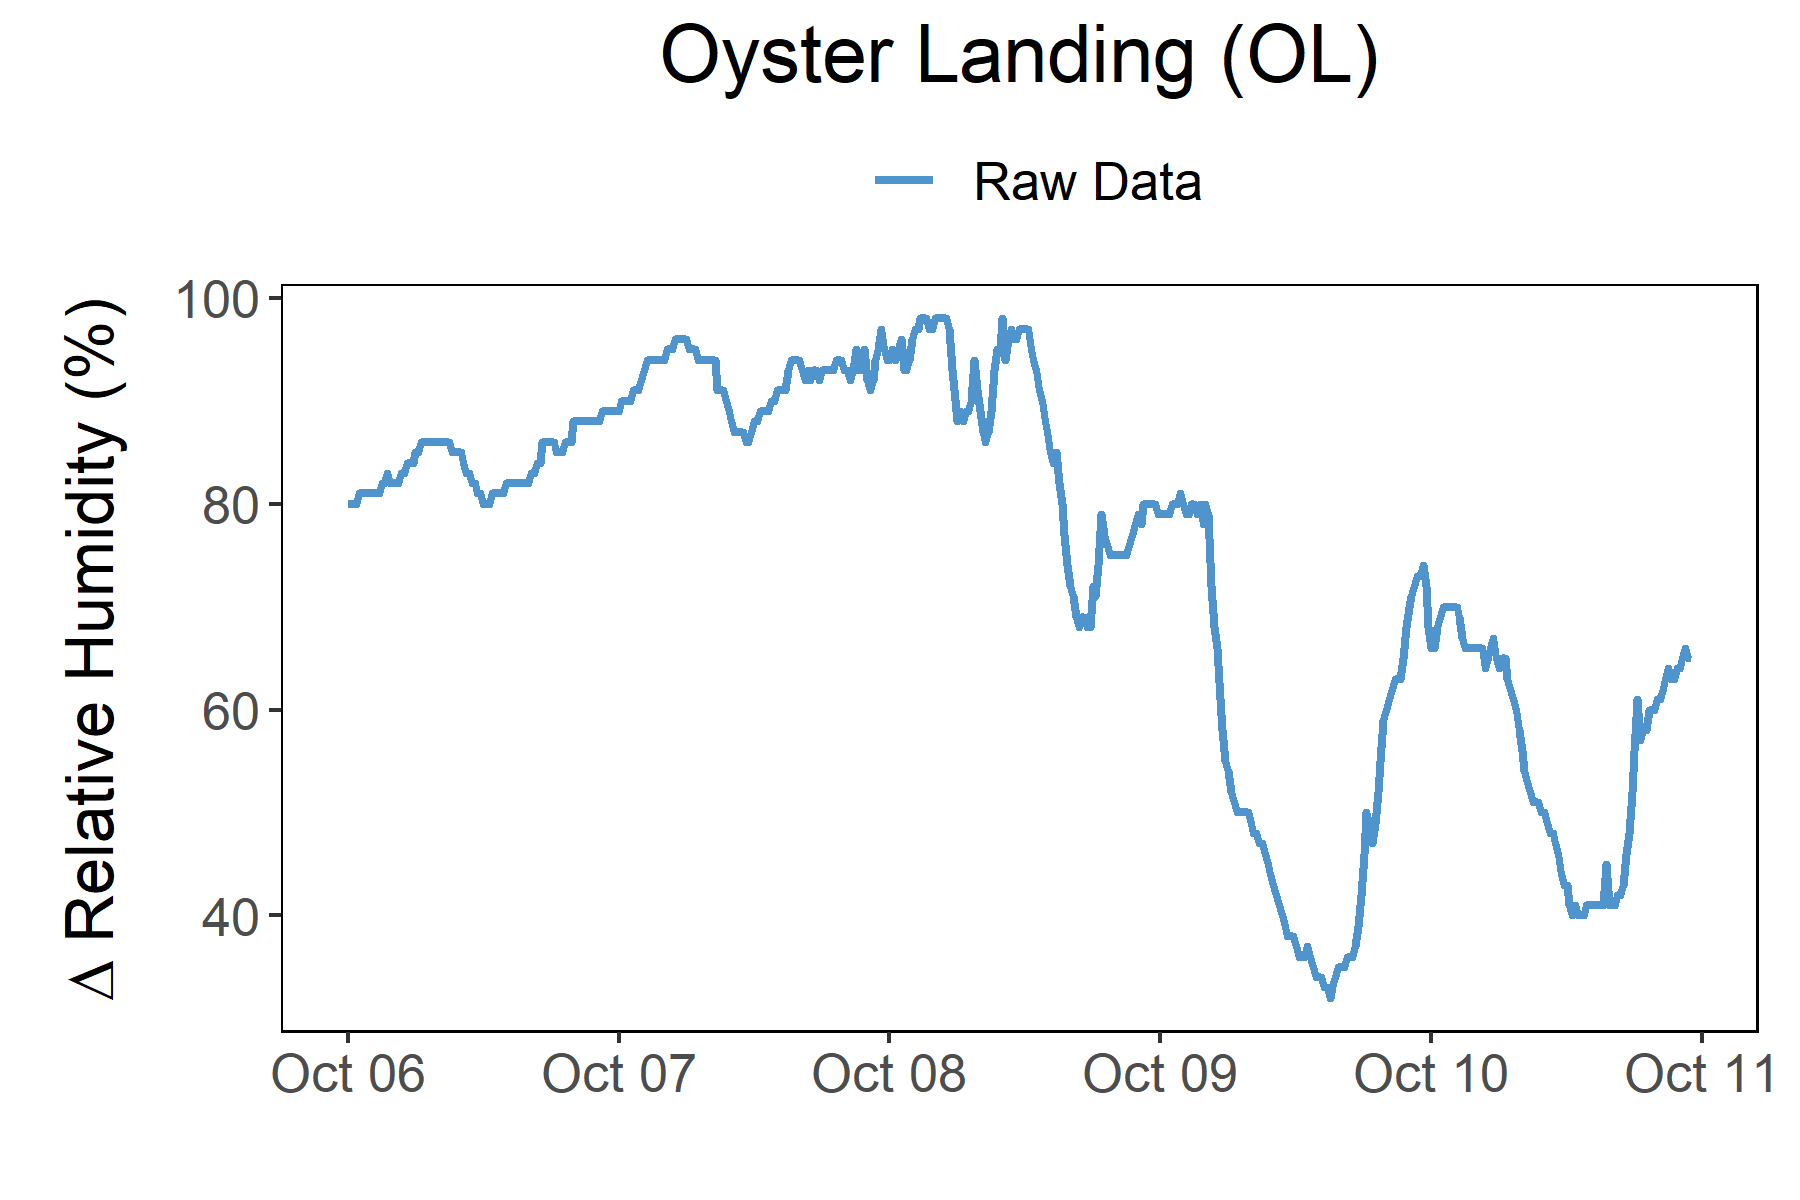 Oyster Landing (OL)
Raw Data
Δ Relative Humidity (%)
100
80
60
40
Oct 06
Oct 07
Oct 08
Oct 09
Oct 10
Oct 11